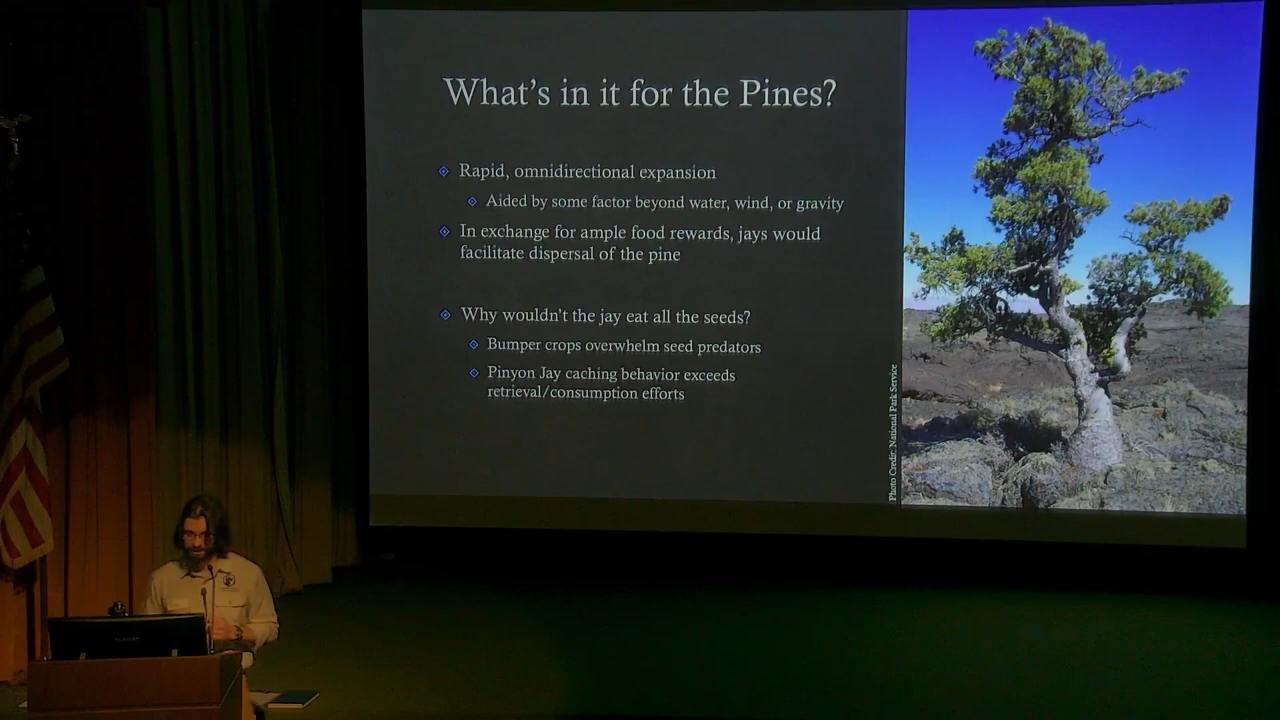 What's in it for the Pines?
Rapid, omnidirectional expansion
Aided by some factor beyond water, wind, or gravity
In exchange for ample food rewards, jays would
facilitate dispersal of the pine
Why wouldn't the jay eat all the seeds?
Bumper crops overwhelm seed predators
Pinyon Jay caching behavior exceeds
retrieval/consumption efforts
Photo Credit: National Park Service